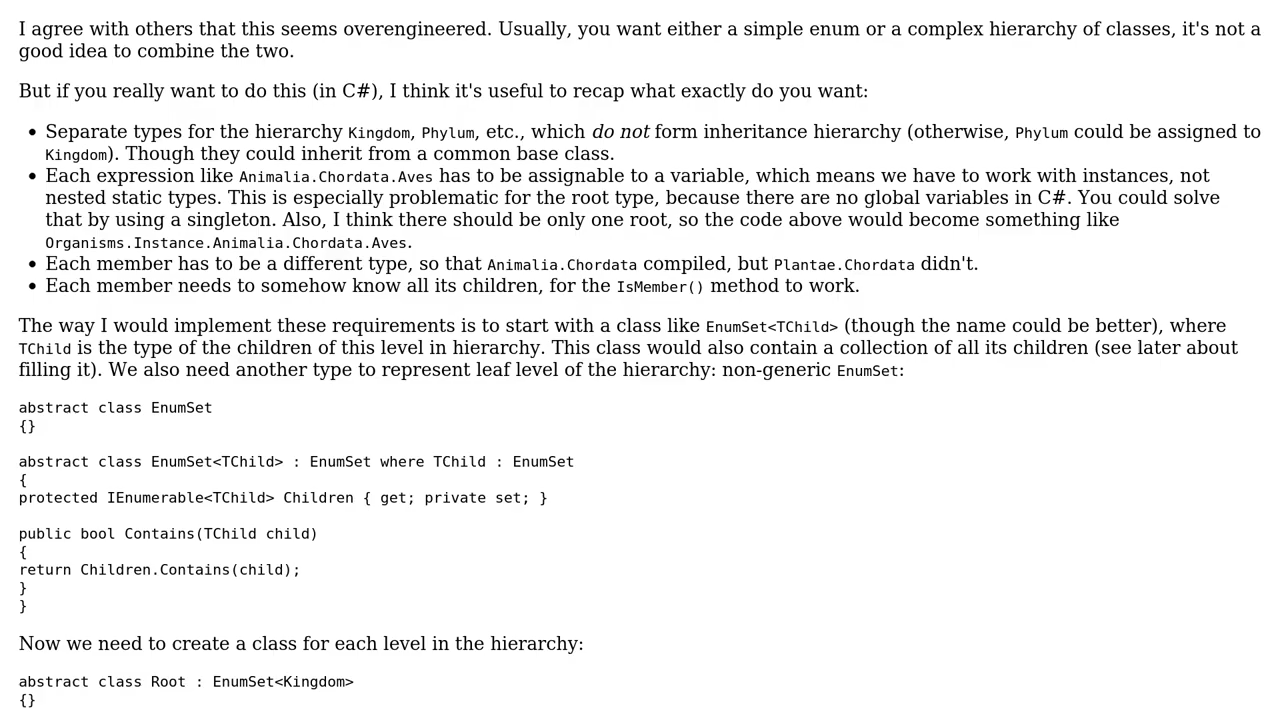 I agree with others that this seems overengineered. Usually, you want either a simple enum or a complex hierarchy of classes, it's not a
good idea to combine the two.
But if you really want to do this (in C#), I think it's useful to recap what exactly do you want:
• Separate types for the hierarchy Kingdom, Phylum, etc., which do not form inheritance hierarchy (otherwise, Phylum could be assigned to
Kingdom). Though they could inherit from a common base class.
• Each expression like Animalia.Chordata.Aves has to be assignable to a variable, which means we have to work with instances, not
nested static types. This is especially problematic for the root type, because there are no global variables in C#. You could solve
that by using a singleton. Also, I think there should be only one root, so the code above would become something like
Organisms.Instance.Animalia.Chordata.Aves.
• Each member has to be a different type, so that Animalia.Chordata compiled, but Plantae.Chordata didn't.
• Each member needs to somehow know all its children, for the IsMember() method to work.
The way I would implement these requirements is to start with a class like EnumSet<TChild> (though the name could be better), where
TChild is the type of the children of this level in hierarchy. This class would also contain a collection of all its children (see later about
filling it). We also need another type to represent leaf level of the hierarchy: non-generic EnumSet:
abstract class EnumSet
{}
abstract class EnumSet<TChild> : EnumSet where TChild : EnumSet
{
protected IEnumerable<TChild> Children { get; private set; }
public bool Contains(TChild child)
{
return Children.Contains(child);
}
}
Now we need to create a class for each level in the hierarchy:
abstract class Root : EnumSet<Kingdom>
{}